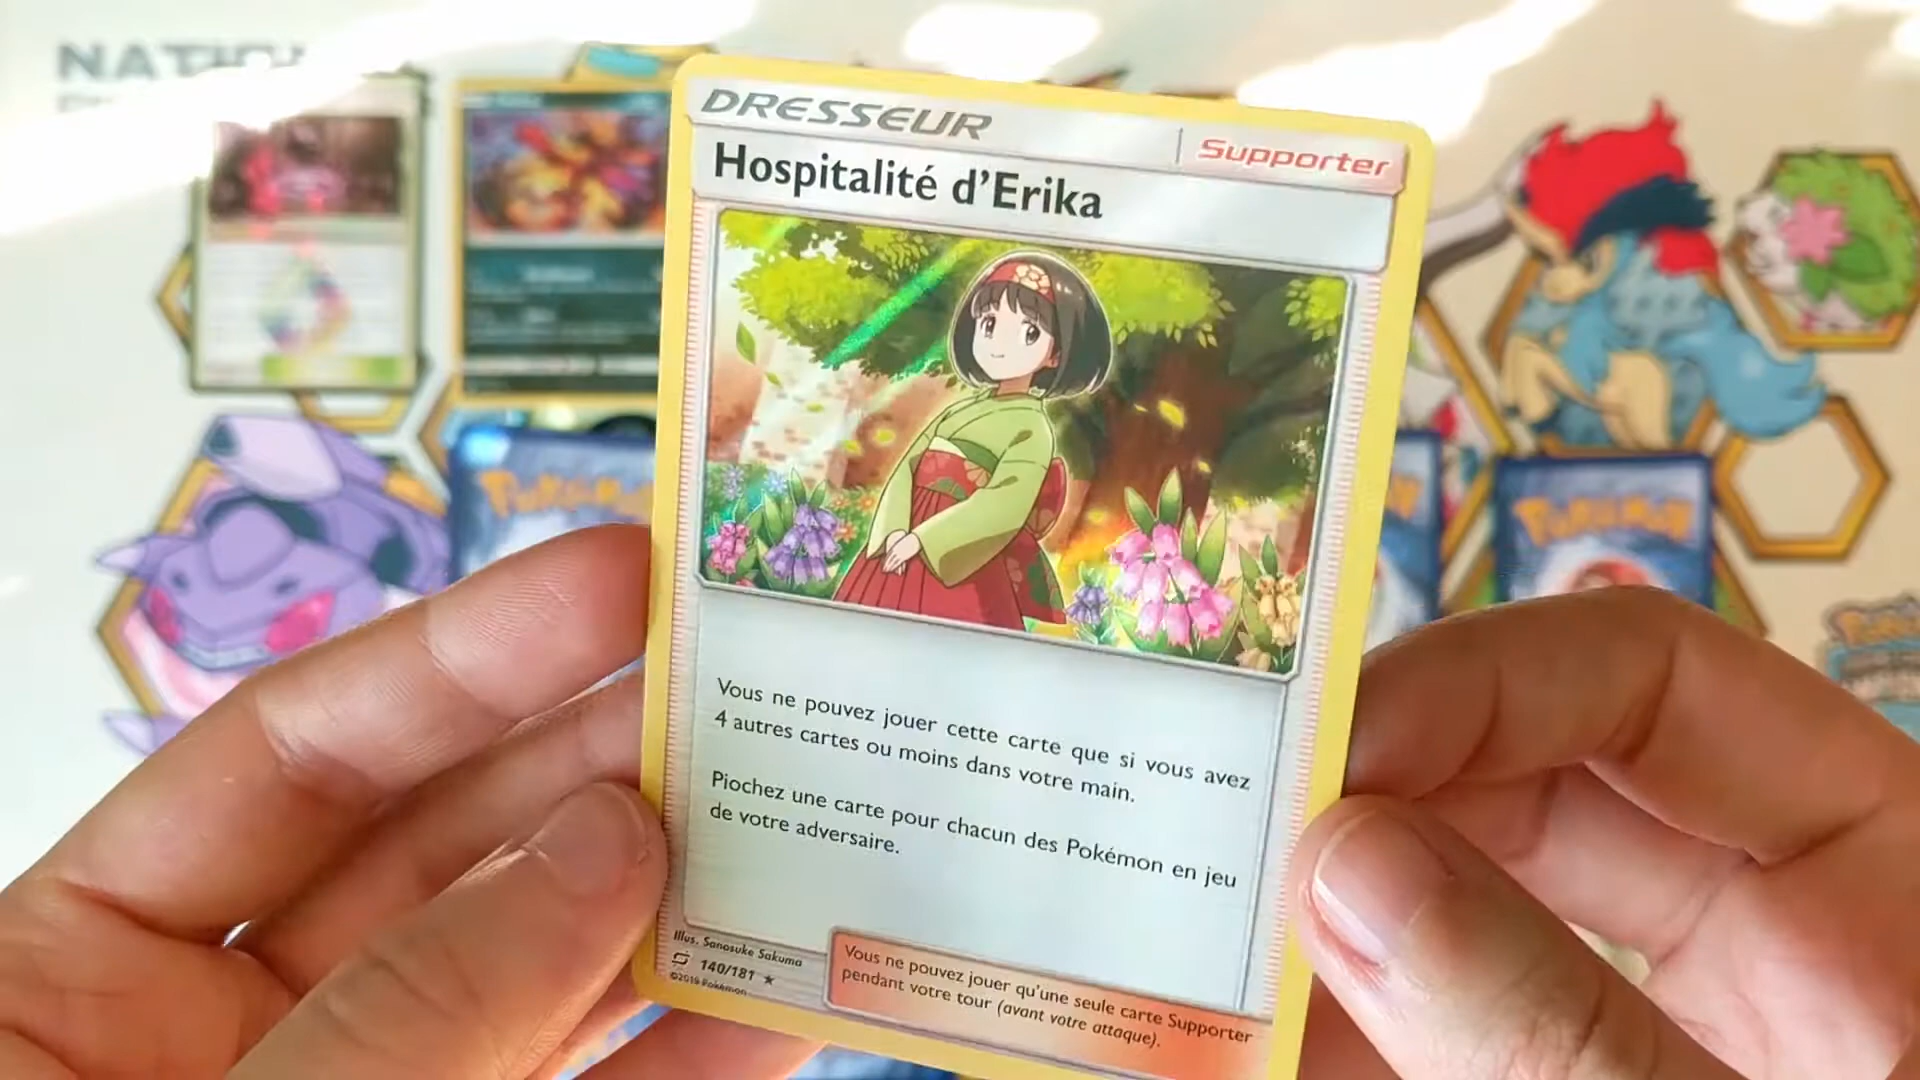 DRESSEUR
Supporter
Hospitalité d'Erika
Vous ne pouvez jouer cette carte que si vous avez
4 autres cartes ou moins dans votre main.
Piochez une carte pour chacun des Pokémon en jeu
de votre adversaire.
Illus. Sanosuke Sakuma
140/181 ★
©2019 Pokémon
Vous ne pouvez jouer qu'une seule carte Supporter
pendant votre tour (avant votre attaque).
Pokémon
Pokémon